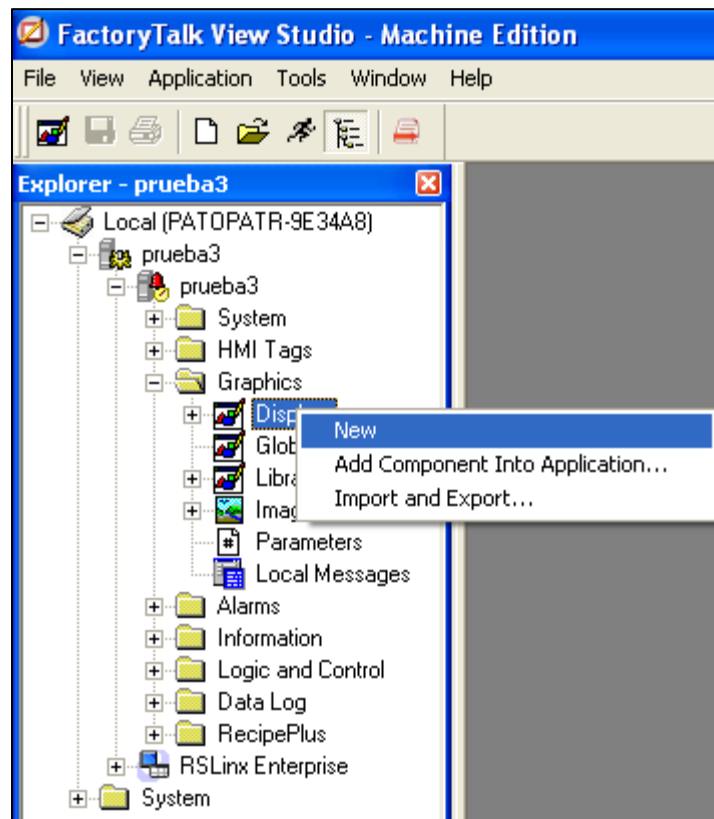 FactoryTalk View Studio - Machine Edition
File View Application Tools Window Help
Explorer - prueba3
Local (PATOPATR-9E34A8)
prueba3
prueba3
System
HMI Tags
Graphics
New
Add Component Into Application...
Import and Export...
Parameters
Local Messages
Alarms
Information
Logic and Control
Data Log
RecipePlus
RSLinx Enterprise
System